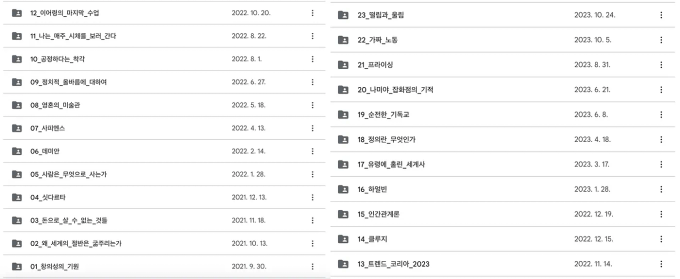 12_이어령의_마지막_수업 2022. 10. 20.
11_나는_매주_시체를_보러_간다 2022. 8. 22.
10_공정하다는_착각 2022. 8. 1.
09_정치적_올바름에_대하여 2022. 6. 27.
08_영혼의_미술관 2022. 5. 18.
07_사피엔스 2022. 4. 13.
06_데미안 2022. 2. 14.
05_사람은_무엇으로_사는가 2022. 1. 28.
04_싯다르타 2021. 12. 13.
03_돈으로_살_수_없는_것들 2021. 11. 18.
02_왜_세계의_절반은_굶주리는가 2021. 10. 13.
01_창의성의_기원 2021. 9. 30.
23_떨림과_울림 2023. 10. 24.
22_가짜_노동 2023. 10. 5.
21_프라이싱 2023. 8. 31.
20_나미야_잡화점의_기적 2023. 6. 21.
19_순전한_기독교 2023. 6. 8.
18_정의란_무엇인가 2023. 4. 18.
17_유령에_홀린_세계사 2023. 3. 17.
16_하얼빈 2023. 1. 28.
15_인간관계론 2022. 12. 19.
14_클루지 2022. 12. 15.
13_트렌드_코리아_2023 2022. 11. 14.